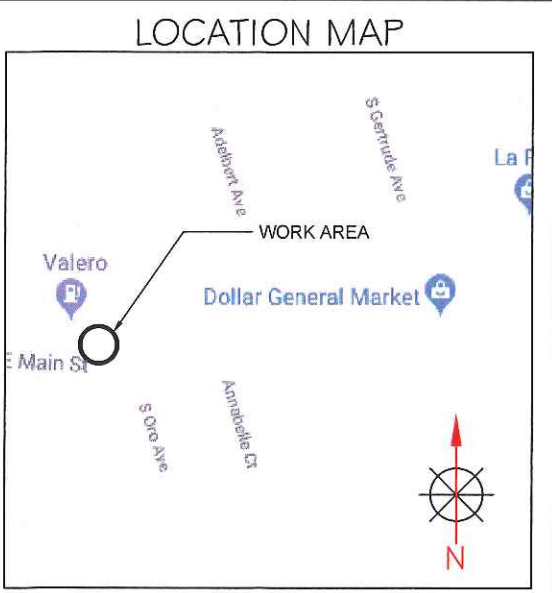 LOCATION MAP
S Gertrude Ave
Adelbert Ave
La
WORK AREA
Valero
Dollar General Market
E Main St
Annabelle Ct
S Oro Ave
N